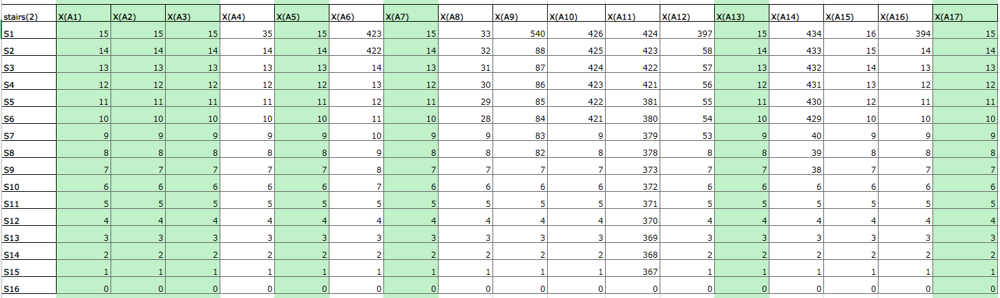 stairs(2) X(A1) X(A2) X(A3) X(A4) X(A5) X(A6) X(A7) X(A8) X(A9) X(A10) X(A11) X(A12) X(A13) X(A14) X(A15) X(A16) X(A17)
S1 15 15 15 35 15 423 15 33 540 426 424 397 15 434 16 394 15
S2 14 14 14 14 14 422 14 32 88 425 423 58 14 433 15 14 14
S3 13 13 13 13 13 14 13 31 87 424 422 57 13 432 14 13 13
S4 12 12 12 12 12 13 12 30 86 423 421 56 12 431 13 12 12
S5 11 11 11 11 11 12 11 29 85 422 381 55 11 430 12 11 11
S6 10 10 10 10 10 11 10 28 84 421 380 54 10 429 10 10 10
S7 9 9 9 9 9 10 9 9 83 9 379 53 9 40 9 9 9
S8 8 8 8 8 8 9 8 8 82 8 378 8 8 39 8 8 8
S9 7 7 7 7 7 8 7 7 7 7 373 7 7 38 7 7 7
S10 6 6 6 6 6 7 6 6 6 6 372 6 6 6 6 6 6
S11 5 5 5 5 5 5 5 5 5 5 371 5 5 5 5 5 5
S12 4 4 4 4 4 4 4 4 4 4 370 4 4 4 4 4 4
S13 3 3 3 3 3 3 3 3 3 3 369 3 3 3 3 3 3
S14 2 2 2 2 2 2 2 2 2 2 368 2 2 2 2 2 2
S15 1 1 1 1 1 1 1 1 1 1 367 1 1 1 1 1 1
S16 0 0 0 0 0 0 0 0 0 0 0 0 0 0 0 0 0